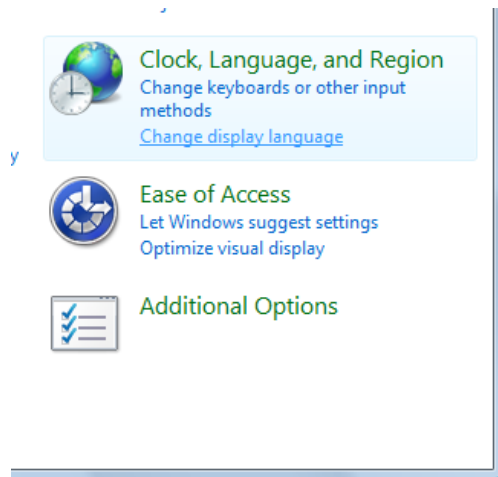 Clock, Language, and Region
Change keyboards or other input
methods
Change display language
Ease of Access
Let Windows suggest settings
Optimize visual display
Additional Options